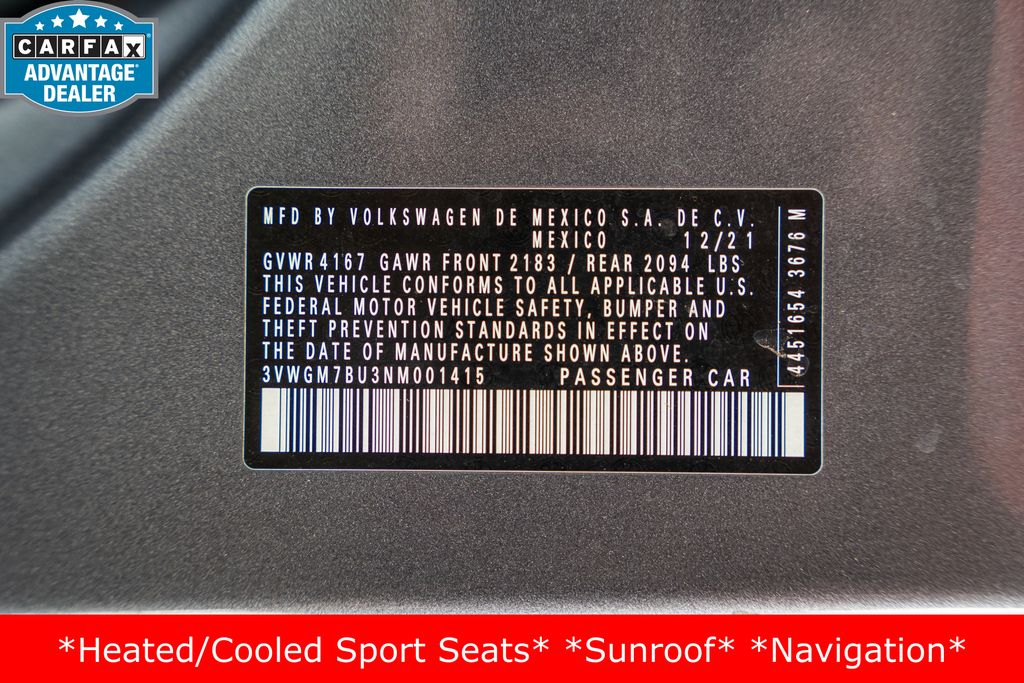 CARFAX
ADVANTAGE
DEALER
MFD BY VOLKSWAGEN DE MEXICO S.A. DE C.V.
MEXICO 12/21
GVWR 4167 GAWR FRONT 2183 / REAR 2094 LBS
THIS VEHICLE CONFORMS TO ALL APPLICABLE U.S.
FEDERAL MOTOR VEHICLE SAFETY, BUMPER AND
THEFT PREVENTION STANDARDS IN EFFECT ON
THE DATE OF MANUFACTURE SHOWN ABOVE.
3VWGM7BU3NM001415 PASSENGER CAR
4451654 3676 M
*Heated/Cooled Sport Seats* *Sunroof* *Navigation*